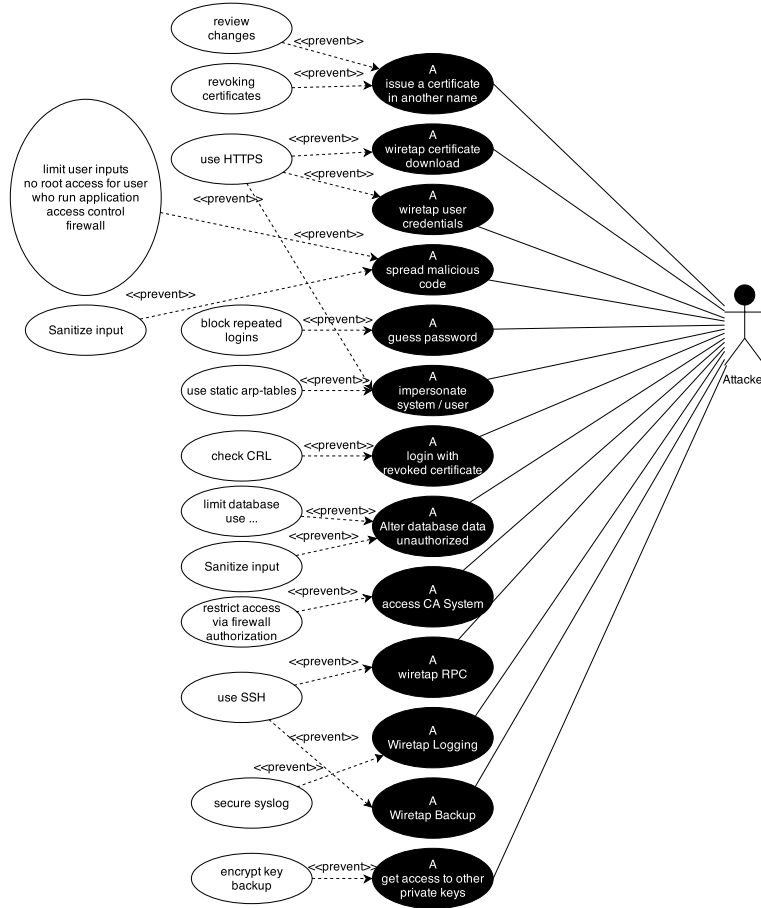 review
changes
<<prevent>>
A
issue a certificate
in another name
revoking
certificates
<<prevent>>
use HTTPS
<<prevent>>
A
wiretap certificate
download
<<prevent>>
A
wiretap user
credentials
<<prevent>>
limit user inputs
no root access for user
who run application
access control
firewall
<<prevent>>
A
spread malicious
code
<<prevent>>
Sanitize input
block repeated
logins
<<prevent>>
A
guess password
use static arp-tables
<<prevent>>
A
impersonate
system / user
Attacke
check CRL
<<prevent>>
A
login with
revoked certificate
limit database
use ...
<<prevent>>
A
Alter database data
unauthorized
<<prevent>>
Sanitize input
restrict access
via firewall
authorization
<<prevent>>
A
access CA System
use SSH
<<prevent>>
A
wiretap RPC
<<prevent>>
A
Wiretap Logging
<<prevent>>
secure syslog
A
Wiretap Backup
encrypt key
backup
<<prevent>>
A
get access to other
private keys